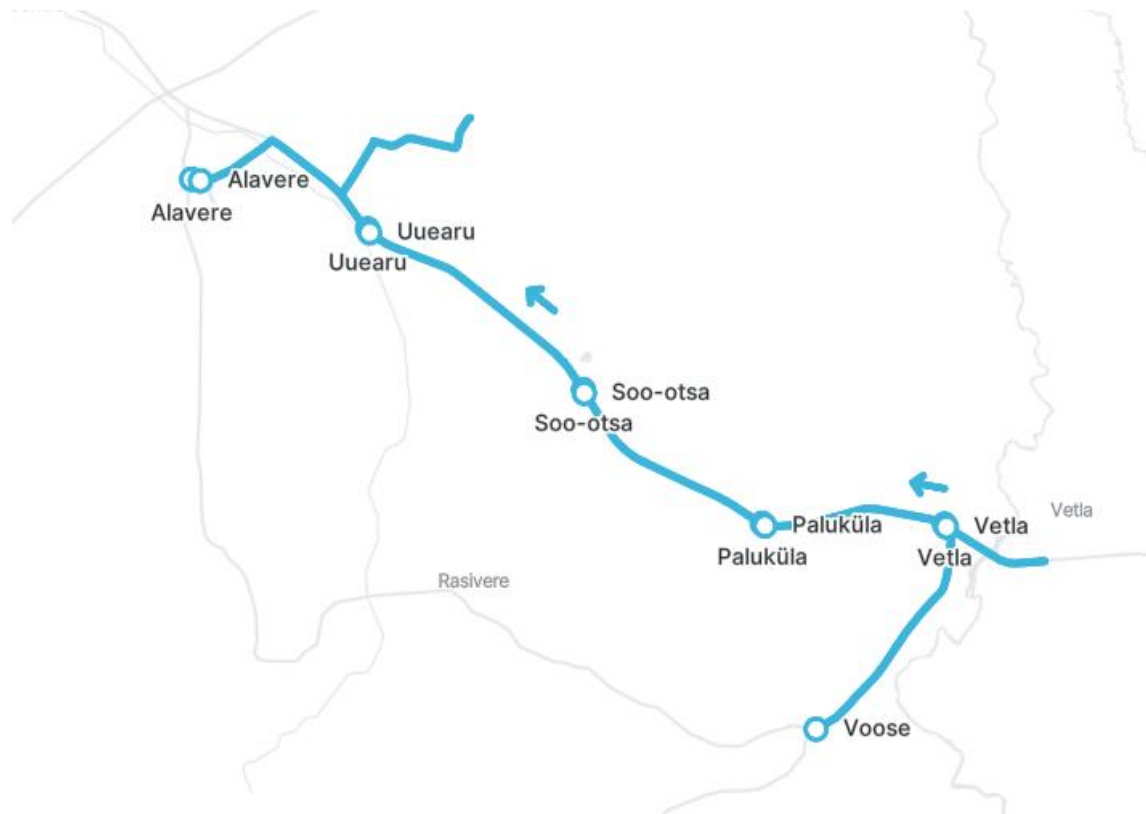 Alavere
Alavere
Uuearu
Uuearu
Soo-otsa
Soo-otsa
Vetla
Paluküla
Vetla
Paluküla
Vetla
Rasivere
Voose